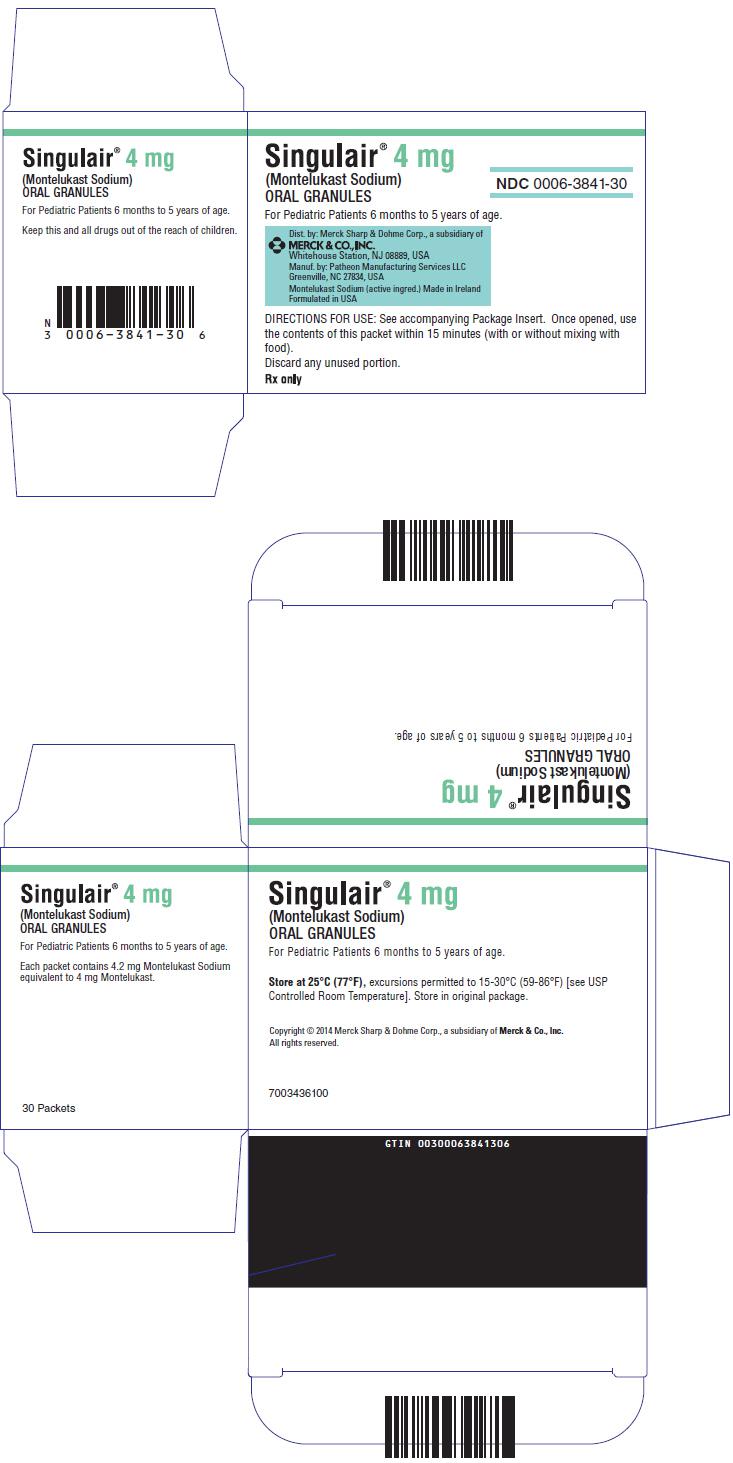 Singulair® 4 mg
(Montelukast Sodium)
ORAL GRANULES
For Pediatric Patients 6 months to 5 years of age.
Keep this and all drugs out of the reach of children.
N
3 0006-3841-30 6
Singulair® 4 mg
(Montelukast Sodium)
ORAL GRANULES
NDC 0006-3841-30
For Pediatric Patients 6 months to 5 years of age.
Dist. by: Merck Sharp & Dohme Corp., a subsidiary of
MERCK & CO., INC.
Whitehouse Station, NJ 08889, USA
Manuf. by: Patheon Manufacturing Services LLC
Greenville, NC 27834, USA
Montelukast Sodium (active ingred.) Made in Ireland
Formulated in USA
DIRECTIONS FOR USE: See accompanying Package Insert. Once opened, use
the contents of this packet within 15 minutes (with or without mixing with
food).
Discard any unused portion.
Rx only
Singulair® 4 mg
(Montelukast Sodium)
ORAL GRANULES
For Pediatric Patients 6 months to 5 years of age.
Singulair® 4 mg
(Montelukast Sodium)
ORAL GRANULES
For Pediatric Patients 6 months to 5 years of age.
Each packet contains 4.2 mg Montelukast Sodium
equivalent to 4 mg Montelukast.
30 Packets
Singulair® 4 mg
(Montelukast Sodium)
ORAL GRANULES
For Pediatric Patients 6 months to 5 years of age.
Store at 25°C (77°F), excursions permitted to 15-30°C (59-86°F) [see USP
Controlled Room Temperature]. Store in original package.
Copyright © 2014 Merck Sharp & Dohme Corp., a subsidiary of Merck & Co., Inc.
All rights reserved.
7003436100
GTIN 00300063841306